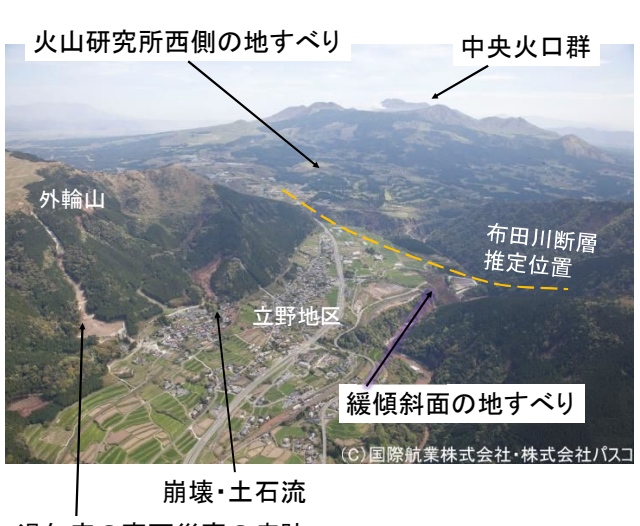 火山研究所西側の地すべり
中央火口群
外輪山
布田川断層
推定位置
立野地区
緩傾斜面の地すべり
(C)国際航業株式会社・株式会社パスコ
崩壊・土石流